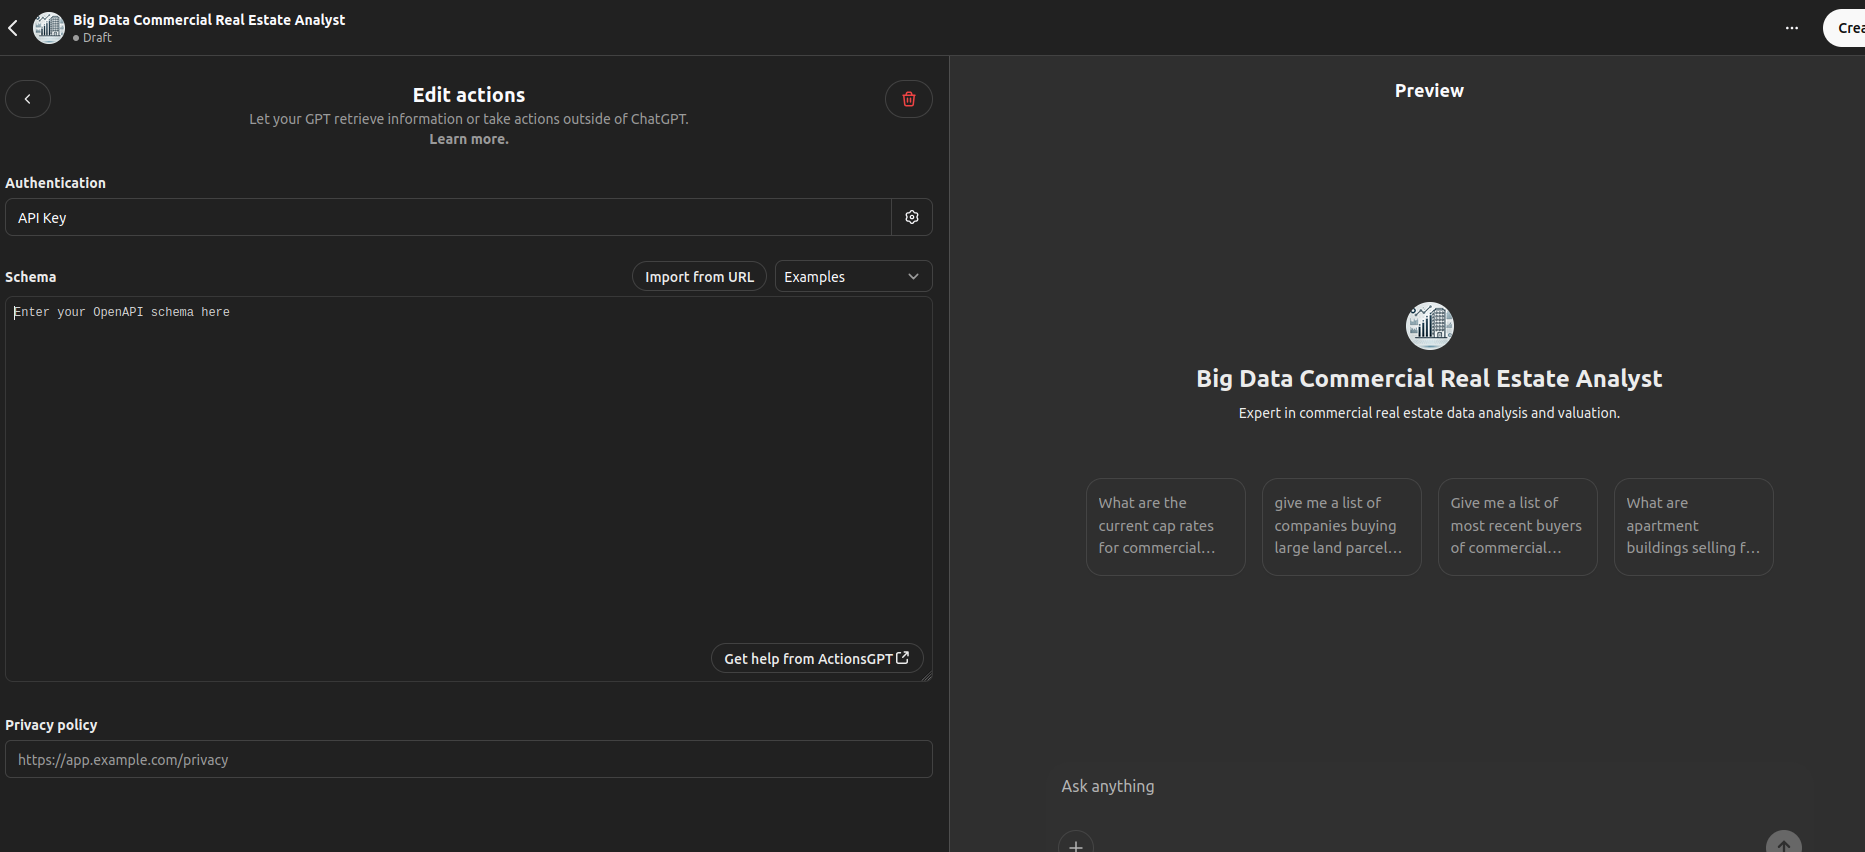 Big Data Commercial Real Estate Analyst
Draft
Crea
Edit actions
Let your GPT retrieve information or take actions outside of ChatGPT.
Learn more.
Authentication
API Key
Schema
Import from URL
Examples
Enter your OpenAPI schema here
Get help from ActionsGPT
Privacy policy
https://app.example.com/privacy
Preview
Big Data Commercial Real Estate Analyst
Expert in commercial real estate data analysis and valuation.
What are the
current cap rates
for commercial...
give me a list of
companies buying
large land parcel...
Give me a list of
most recent buyers
of commercial...
What are
apartment
buildings selling f...
Ask anything